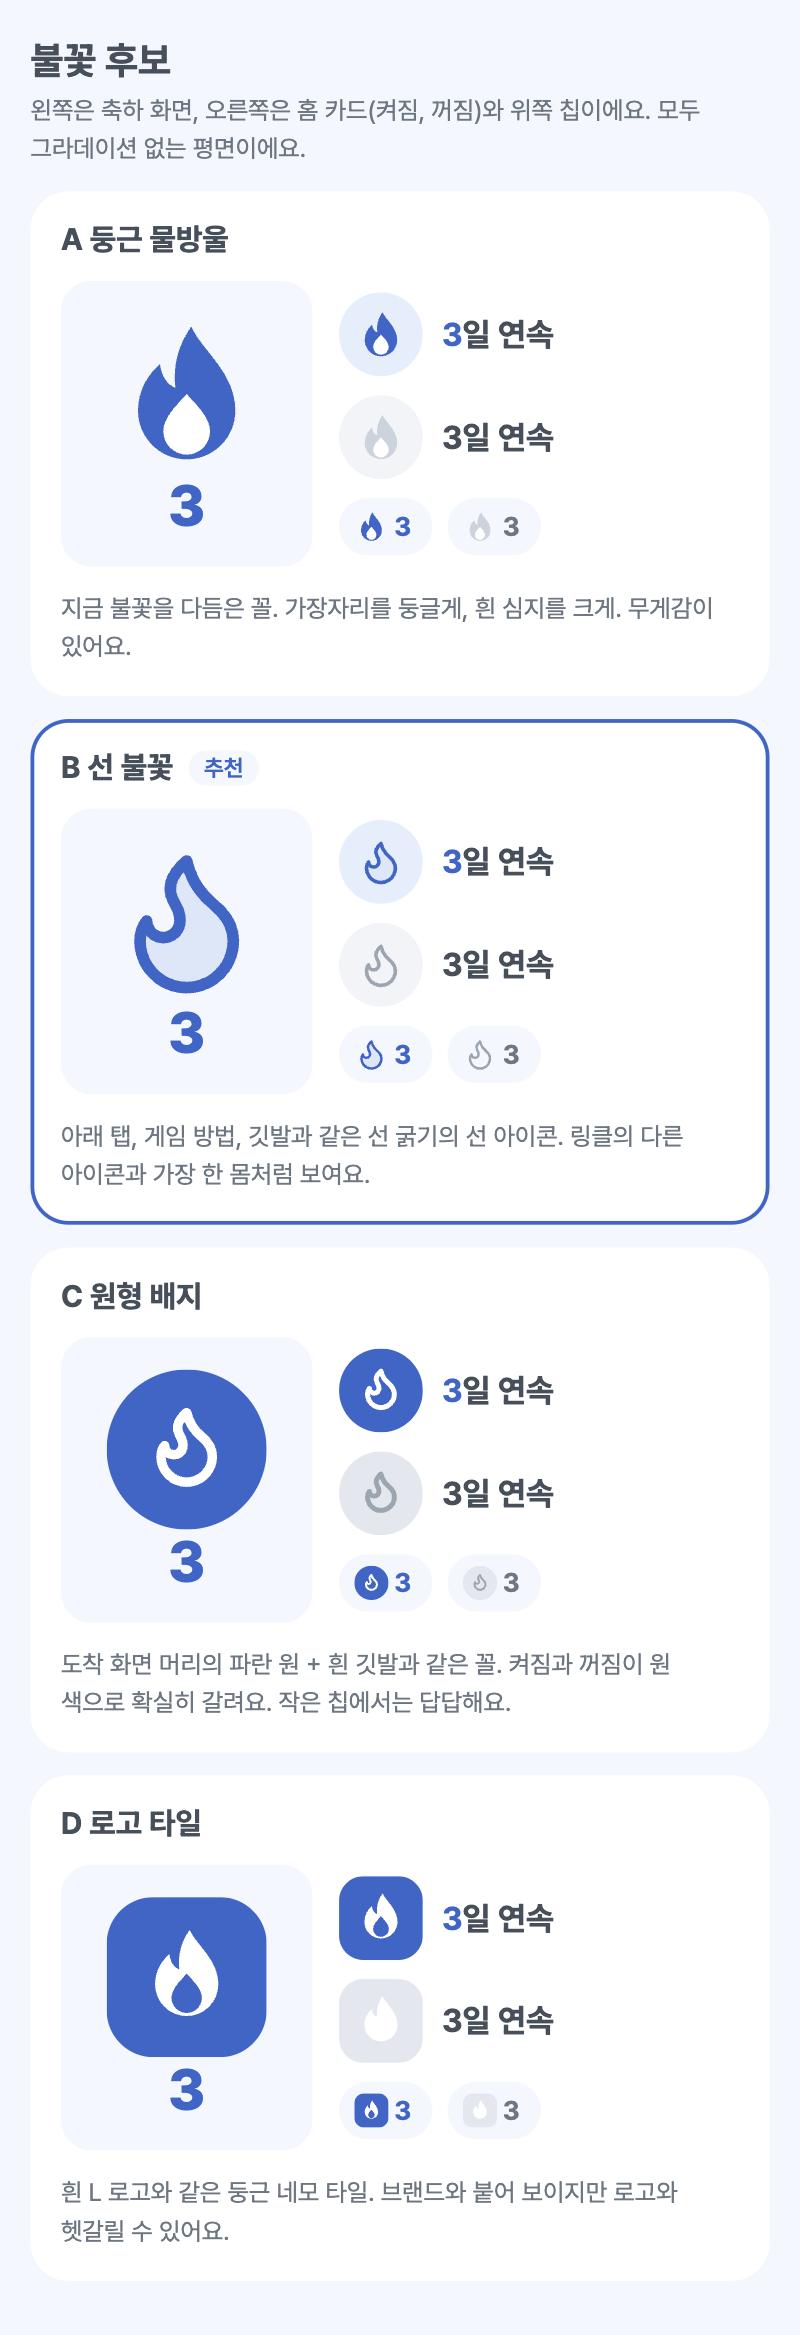 불꽃 후보
왼쪽은 축하 화면, 오른쪽은 홈 카드(켜짐, 꺼짐)와 위쪽 칩이에요. 모두
그라데이션 없는 평면이에요.
A 둥근 물방울
3
3일 연속
3일 연속
3 3
지금 불꽃을 다듬은 꼴. 가장자리를 둥글게, 흰 심지를 크게. 무게감이
있어요.
B 선 불꽃 추천
3
3일 연속
3일 연속
3 3
아래 탭, 게임 방법, 깃발과 같은 선 굵기의 선 아이콘. 링클의 다른
아이콘과 가장 한 몸처럼 보여요.
C 원형 배지
3
3일 연속
3일 연속
3 3
도착 화면 머리의 파란 원 + 흰 깃발과 같은 꼴. 켜짐과 꺼짐이 원
색으로 확실히 갈려요. 작은 칩에서는 답답해요.
D 로고 타일
3
3일 연속
3일 연속
3 3
흰 L 로고와 같은 둥근 네모 타일. 브랜드와 붙어 보이지만 로고와
헷갈릴 수 있어요.